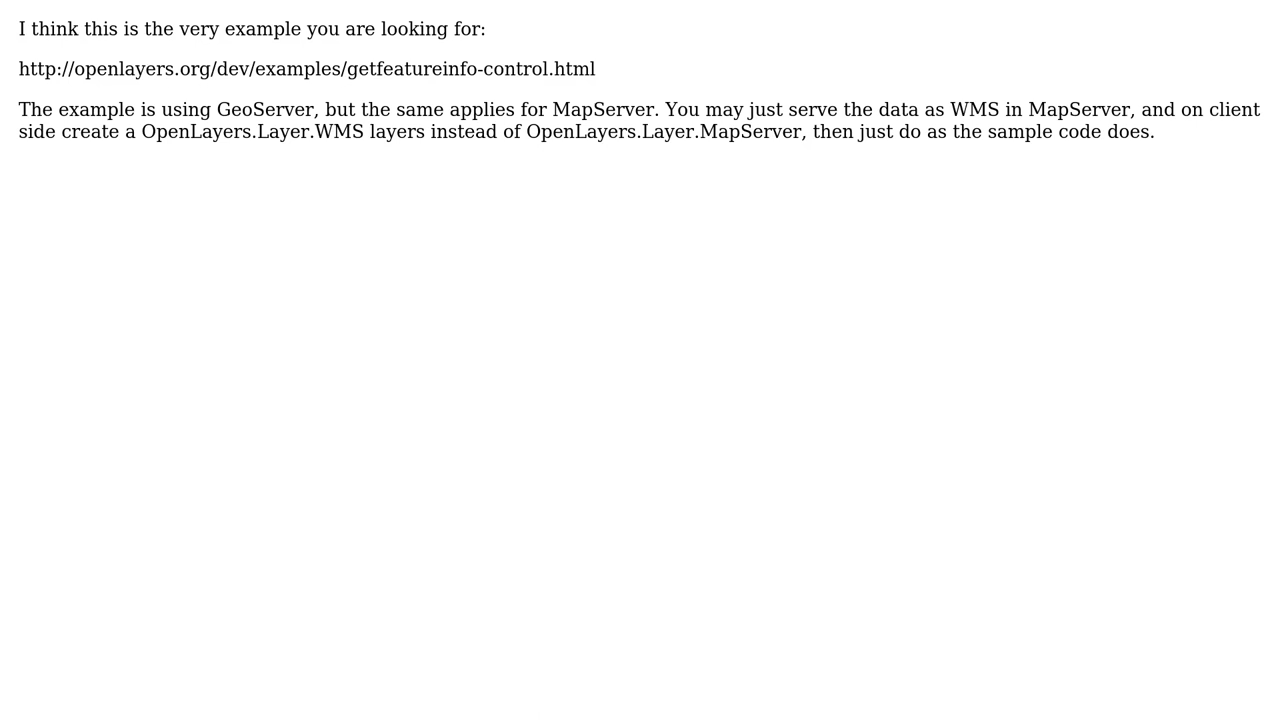 I think this is the very example you are looking for:
http://openlayers.org/dev/examples/getfeatureinfo-control.html
The example is using GeoServer, but the same applies for MapServer. You may just serve the data as WMS in MapServer, and on client
side create a OpenLayers.Layer.WMS layers instead of OpenLayers.Layer.MapServer, then just do as the sample code does.